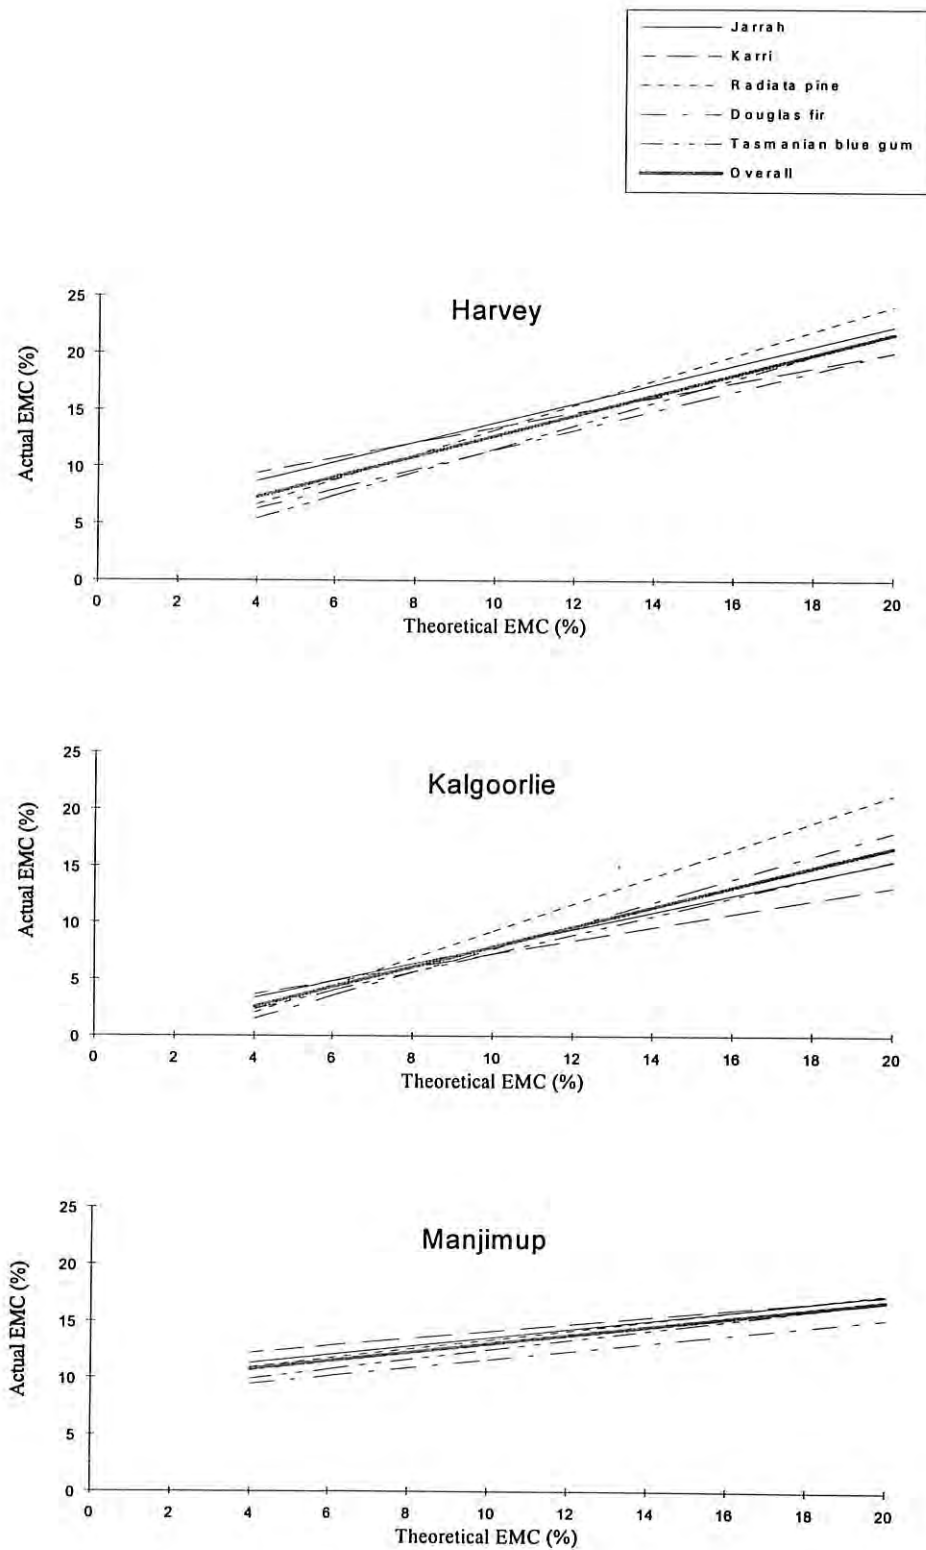 Jarrah
Karri
Radiata pine
Douglas fir
Tasmanian blue gum
Overall
Harvey
Actual EMC (%)
25
20
15
10
5
0
0 2 4 6 8 10 12 14 16 18 20
Theoretical EMC (%)
Kalgoorlie
Actual EMC (%)
25
20
15
10
5
0
0 2 4 6 8 10 12 14 16 18 20
Theoretical EMC (%)
Manjimup
Actual EMC (%)
25
20
15
10
5
0
0 2 4 6 8 10 12 14 16 18 20
Theoretical EMC (%)